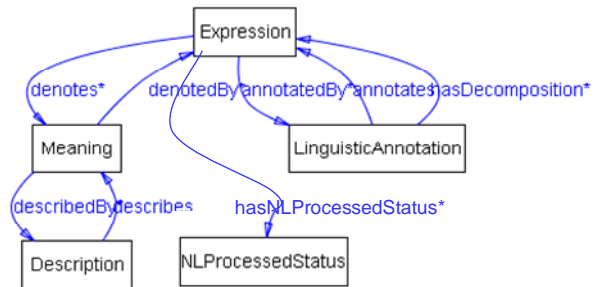 Expression
denotes* denotedBy annotatedBy* annotates hasDecomposition*
Meaning LinguisticAnnotation
describedBy describes hasNLProcessedStatus*
Description NLProcessedStatus